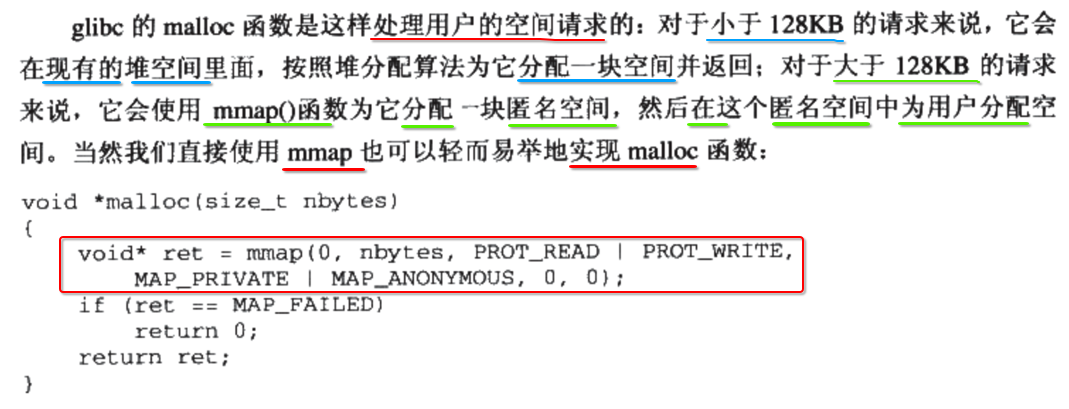 glibc 的 malloc 函数是这样处理用户的空间请求的：对于小于 128KB 的请求来说，它会
在现有的堆空间里面，按照堆分配算法为它分配一块空间并返回；对于大于 128KB 的请求
来说，它会使用 mmap()函数为它分配一块匿名空间，然后在这个匿名空间中为用户分配空
间。当然我们直接使用 mmap 也可以轻而易举地实现 malloc 函数：
void *malloc(size_t nbytes)
{
    void* ret = mmap(0, nbytes, PROT_READ | PROT_WRITE,
        MAP_PRIVATE | MAP_ANONYMOUS, 0, 0);
    if (ret == MAP_FAILED)
        return 0;
    return ret;
}